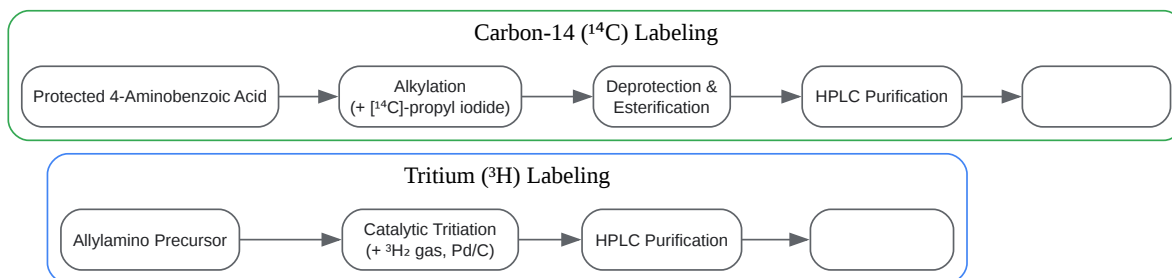 Carbon-14 (¹⁴C) Labeling
Protected 4-Aminobenzoic Acid
Alkylation
(+ [¹⁴C]-propyl iodide)
Deprotection &
Esterification
HPLC Purification
Tritium (³H) Labeling
Allylamino Precursor
Catalytic Tritiation
(+ ³H₂ gas, Pd/C)
HPLC Purification